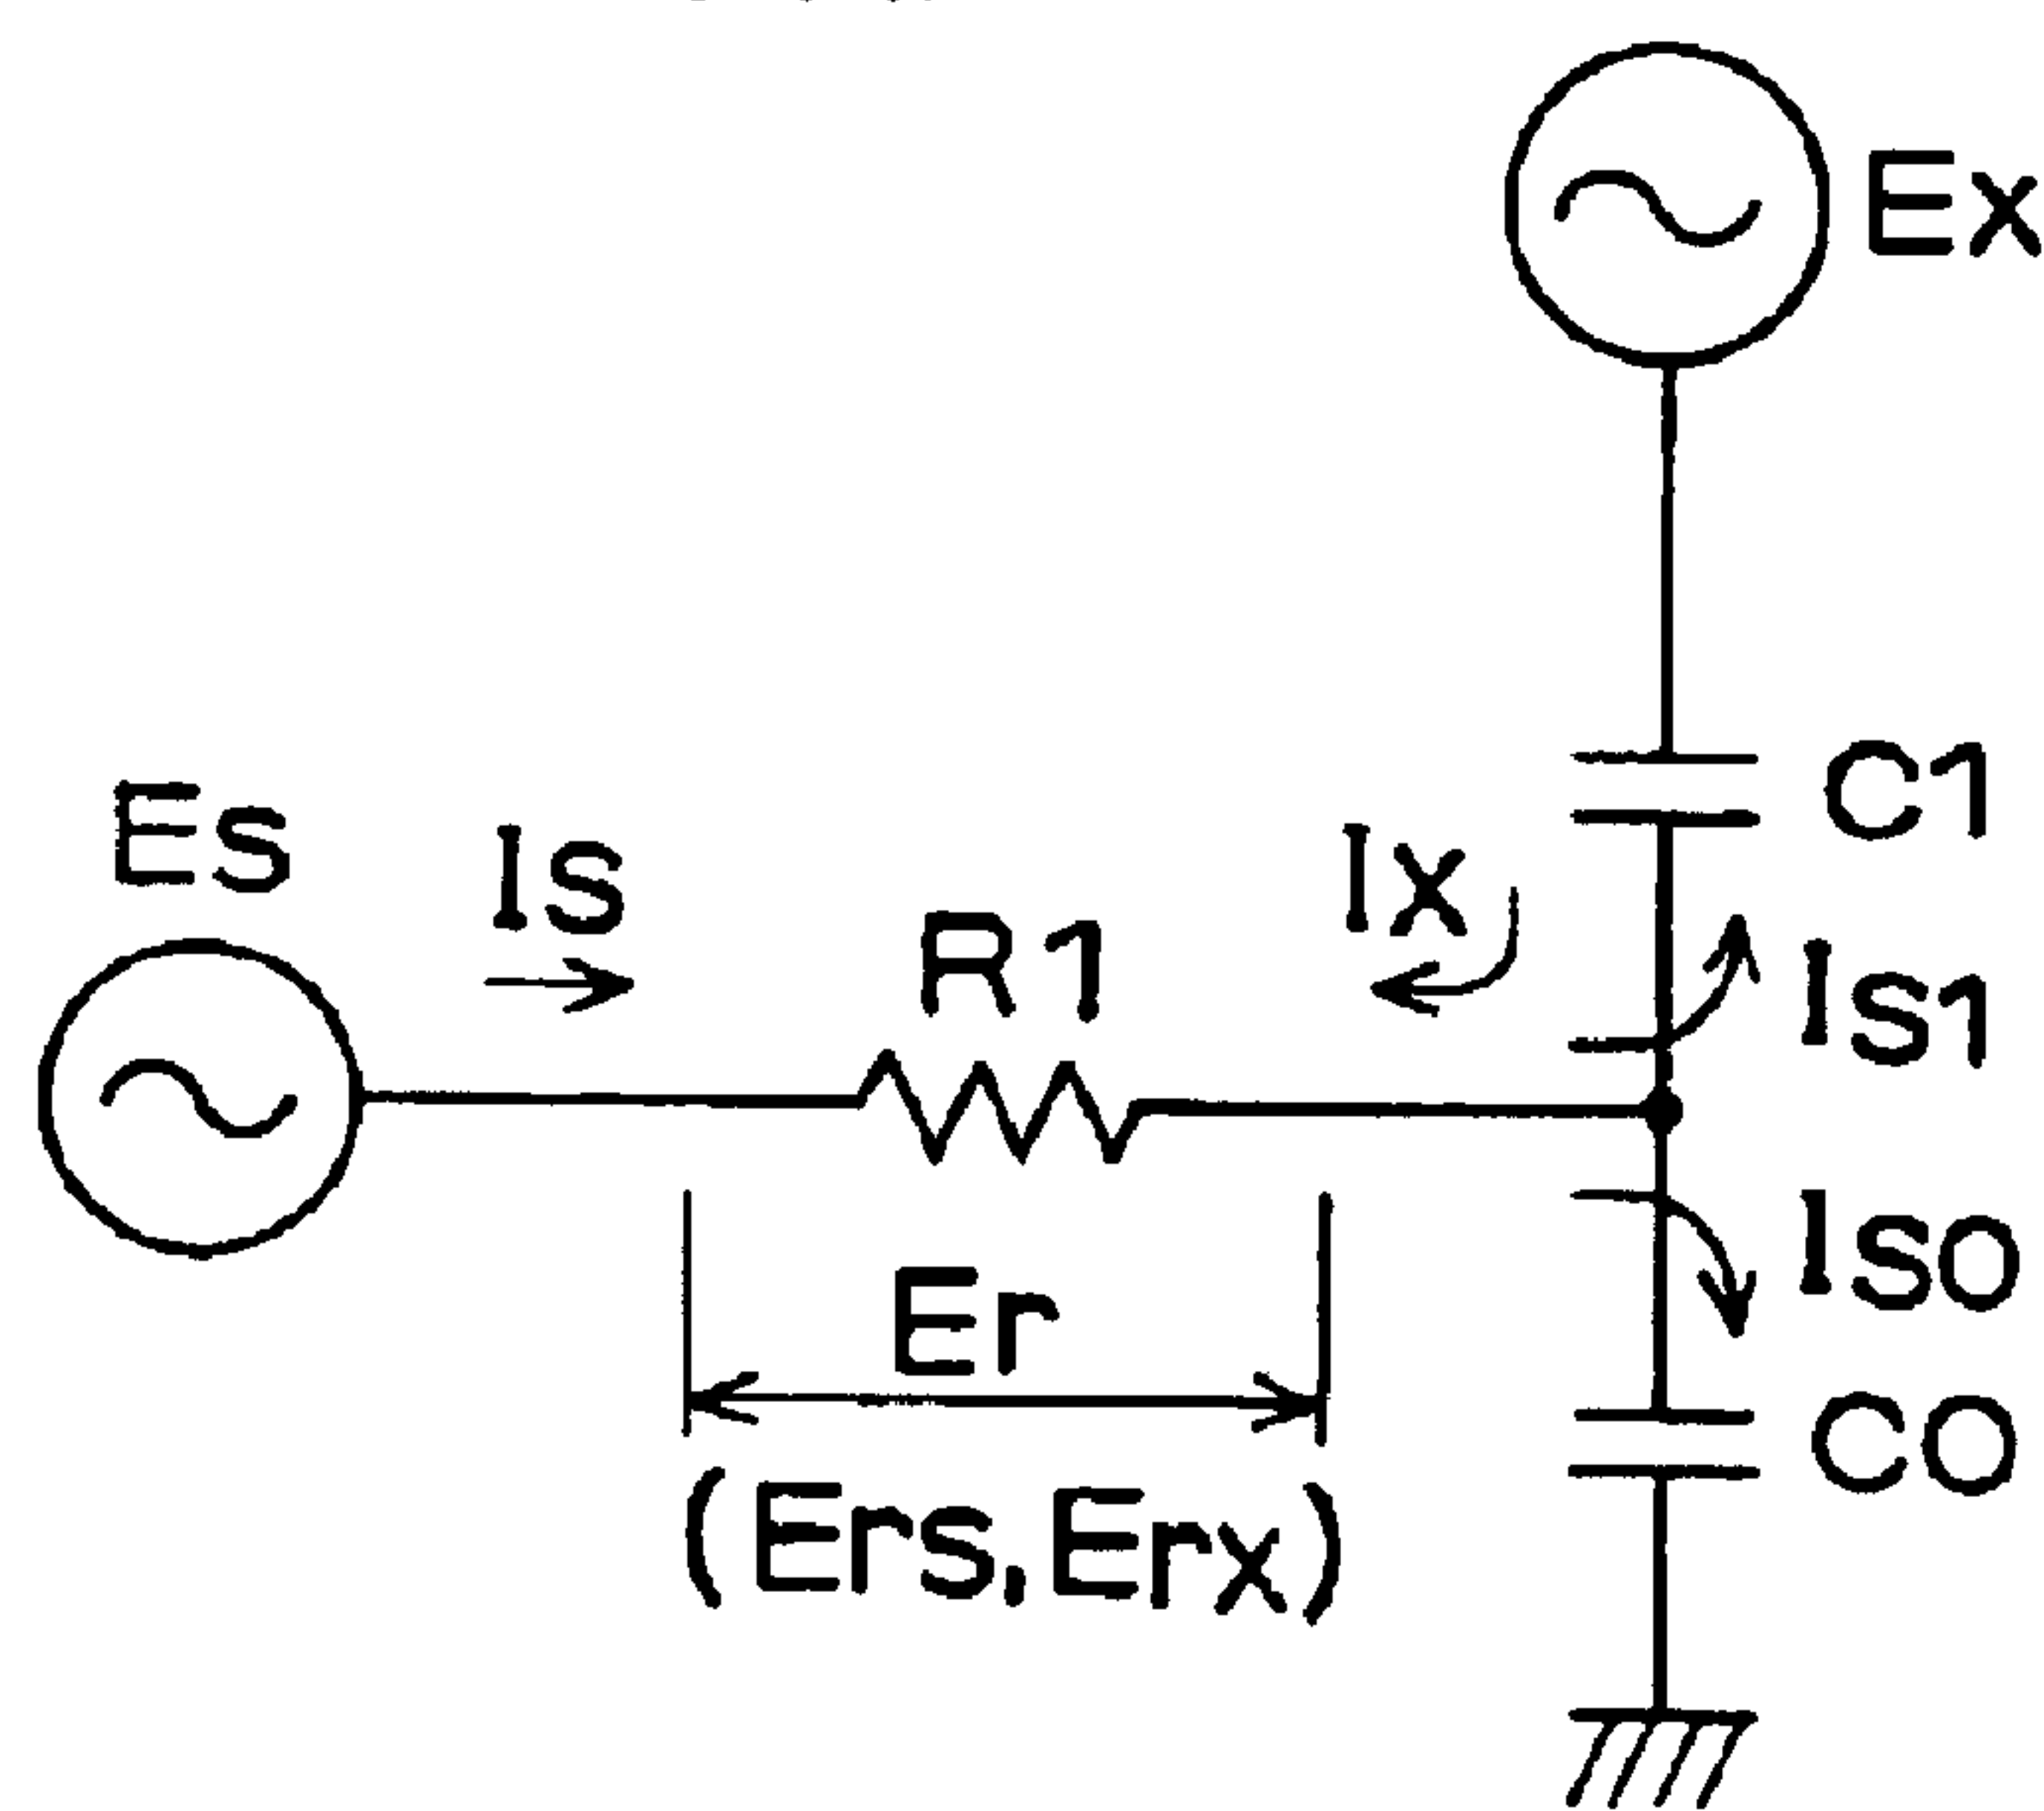 Ex
C1
Es
Is
Ix
R1
Is1
Is0
Er
C0
(Ers,Erx)